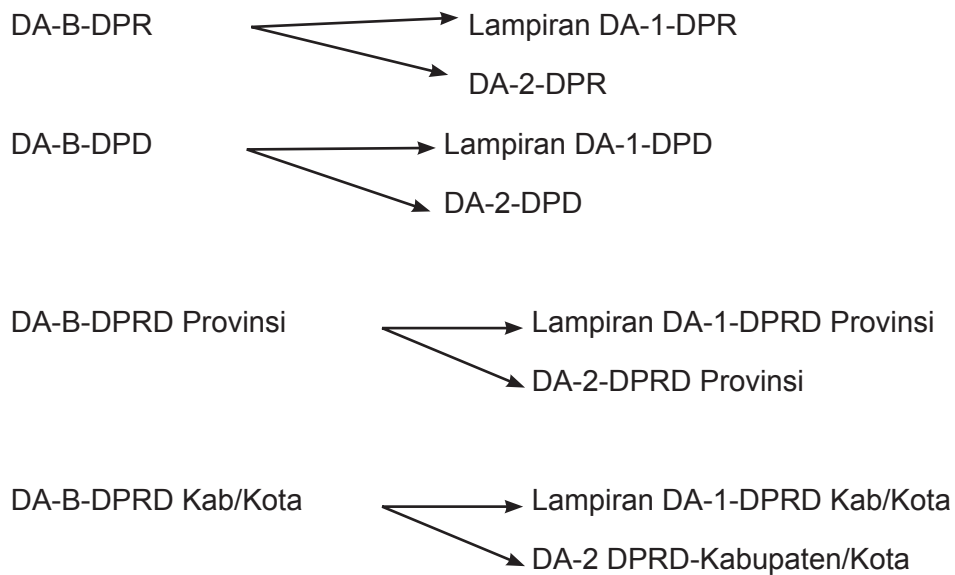 DA-B-DPR
Lampiran DA-1-DPR
DA-2-DPR
DA-B-DPD
Lampiran DA-1-DPD
DA-2-DPD
DA-B-DPRD Provinsi
Lampiran DA-1-DPRD Provinsi
DA-2-DPRD Provinsi
DA-B-DPRD Kab/Kota
Lampiran DA-1-DPRD Kab/Kota
DA-2 DPRD-Kabupaten/Kota